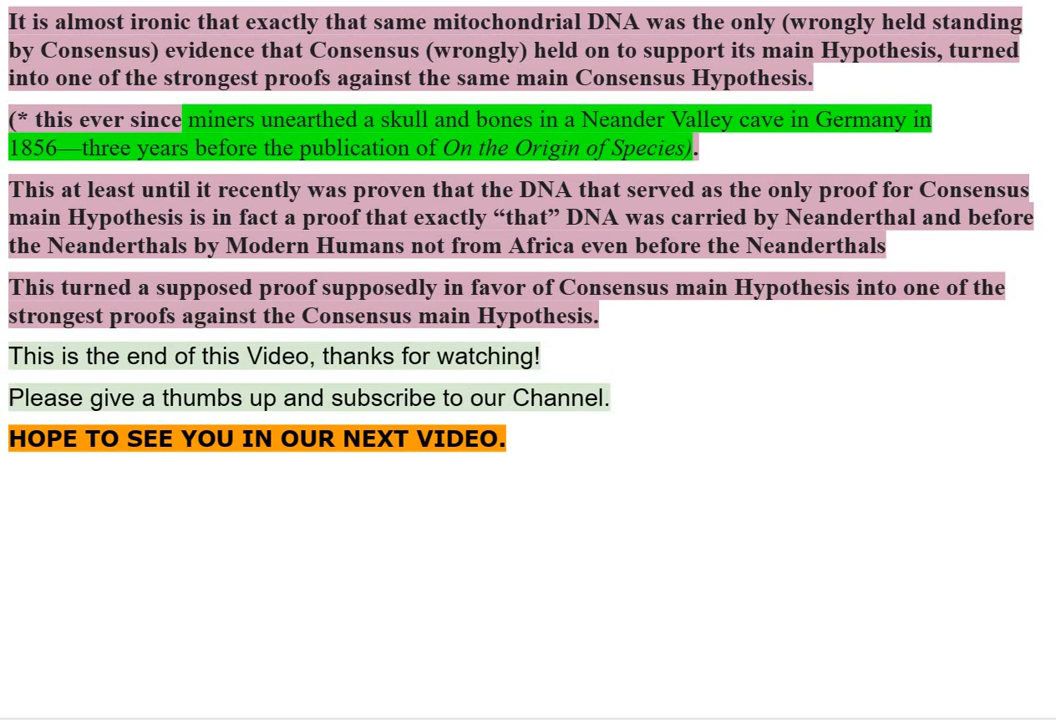 It is almost ironic that exactly that same mitochondrial DNA was the only (wrongly held standing
by Consensus) evidence that Consensus (wrongly) held on to support its main Hypothesis, turned
into one of the strongest proofs against the same main Consensus Hypothesis.
(* this ever since miners unearthed a skull and bones in a Neander Valley cave in Germany in
1856—three years before the publication of On the Origin of Species).
This at least until it recently was proven that the DNA that served as the only proof for Consensus
main Hypothesis is in fact a proof that exactly “that” DNA was carried by Neanderthal and before
the Neanderthals by Modern Humans not from Africa even before the Neanderthals
This turned a supposed proof supposedly in favor of Consensus main Hypothesis into one of the
strongest proofs against the Consensus main Hypothesis.
This is the end of this Video, thanks for watching!
Please give a thumbs up and subscribe to our Channel.
HOPE TO SEE YOU IN OUR NEXT VIDEO.